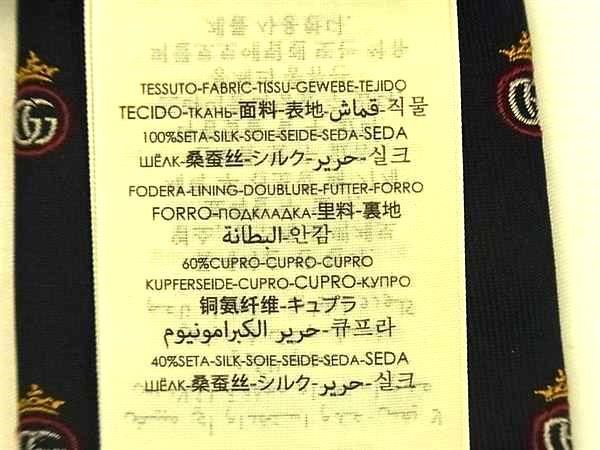 TESSUTO-FABRIC-TISSU-GEWEBE-TEJIDO
TECIDO-ТКАНЬ-面料-表地-قماش-직물
100%SETA-SILK-SOIE-SEIDE-SEDA-SEDA
ШЁЛК-桑蚕丝-シルク-حرير-실크
FODERA-LINING-DOUBLURE-FUTTER-FORRO
FORRO-ПОДКЛАДКА-里料-裏地
البطانة-안감
60%CUPRO-CUPRO-CUPRO
KUPFERSEIDE-CUPRO-CUPRO-КУПРО
铜氨纤维-キュプラ
حرير الكبرامونيوم-큐프라
40%SETA-SILK-SOIE-SEIDE-SEDA-SEDA
ШЁЛК-桑蚕丝-シルク-حرير-실크